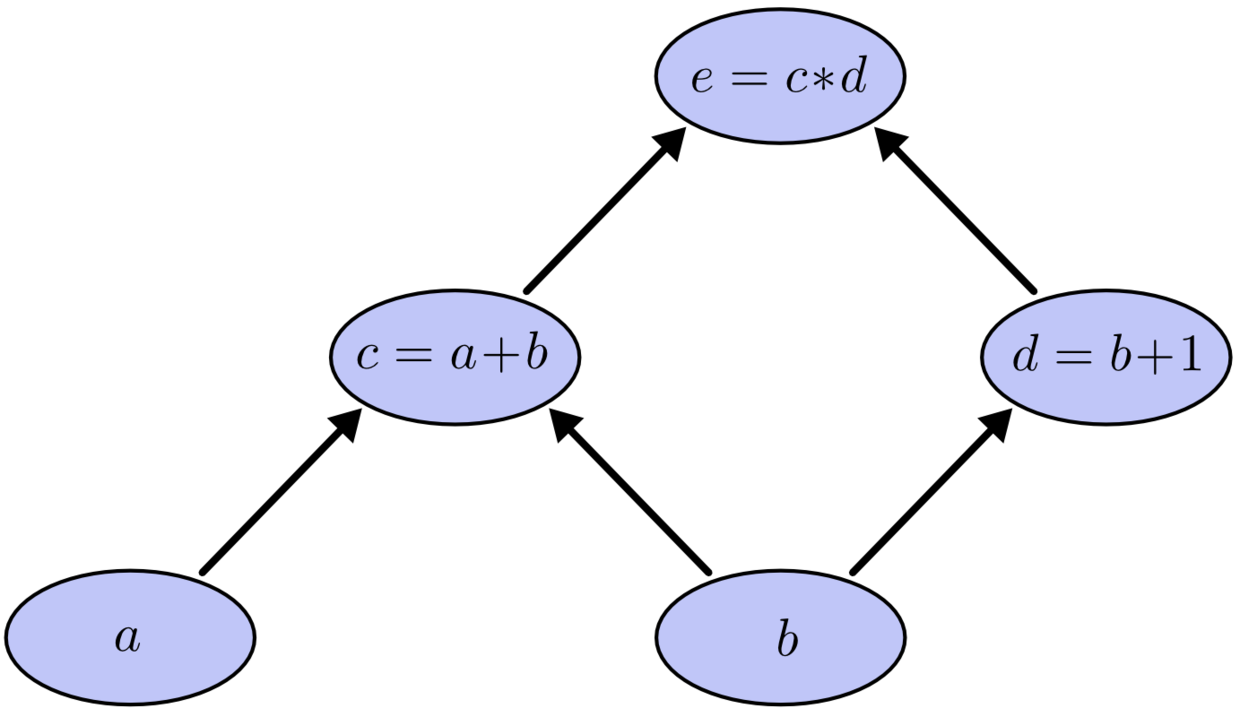 e = c*d
c = a+b
d = b+1
a
b